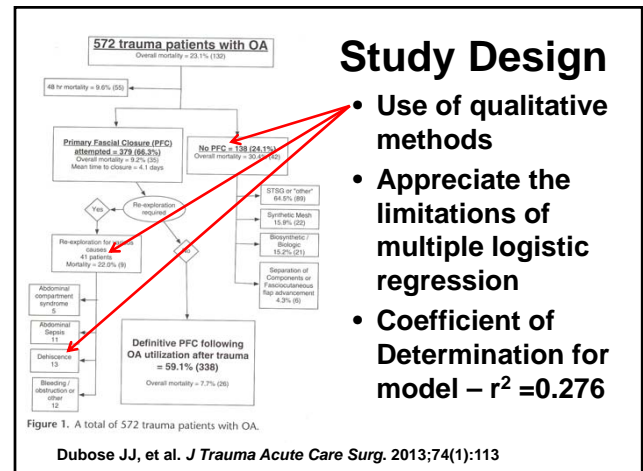 572 trauma patients with OA
Overall mortality = 23.1% (132)
48 hr mortality = 9.6% (55)
Primary Fascial Closure (PFC)
attempted = 379 (66.3%)
Overall mortality = 9.2% (35)
Mean time to closure = 4.1 days
No PFC = 138 (24.1%)
Overall mortality = 30.4% (42)
Yes
Re-exploration
required
No
STSG or "other"
64.5% (89)
Synthetic Mesh
15.9% (22)
Biosynthetic /
Biologic
15.2% (21)
Separation of
Components or
Fasciocutaneous
flap advancement
4.3% (6)
Re-exploration for various
causes
41 patients
Mortality = 22.0% (9)
Abdominal
compartment
syndrome
5
Abdominal
Sepsis
11
Dehiscence
13
Bleeding /
obstruction or
other
12
Definitive PFC following
OA utilization after trauma
= 59.1% (338)
Overall mortality = 7.7% (26)
Figure 1. A total of 572 trauma patients with OA.
Study Design
• Use of qualitative
methods
• Appreciate the
limitations of
multiple logistic
regression
• Coefficient of
Determination for
model – r² =0.276
Dubose JJ, et al. J Trauma Acute Care Surg. 2013;74(1):113